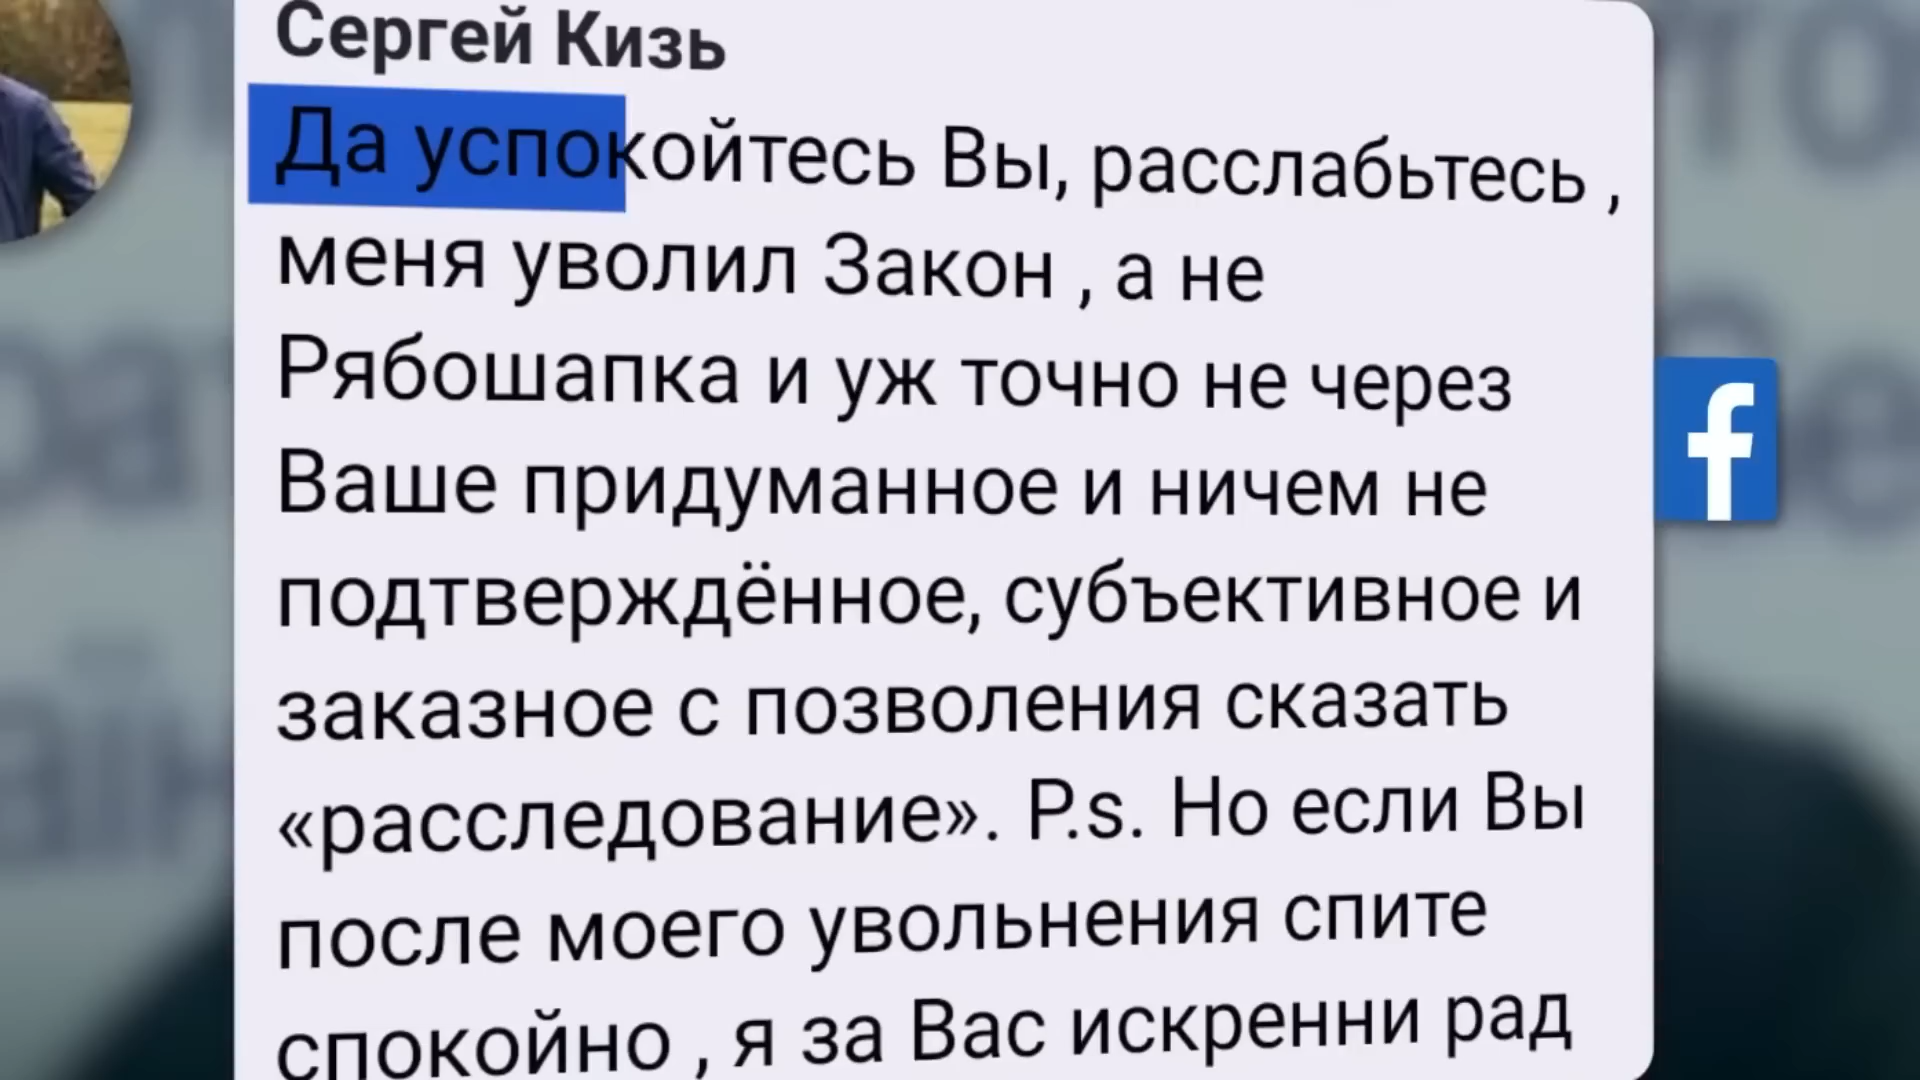 Сергей Кизь
Да успокойтесь Вы, расслабьтесь ,
меня уволил Закон , а не
Рябошапка и уж точно не через
Ваше придуманное и ничем не
подтверждённое, субъективное и
заказное с позволения сказать
«расследование». P.s. Но если Вы
после моего увольнения спите
спокойно , я за Вас искренни рад